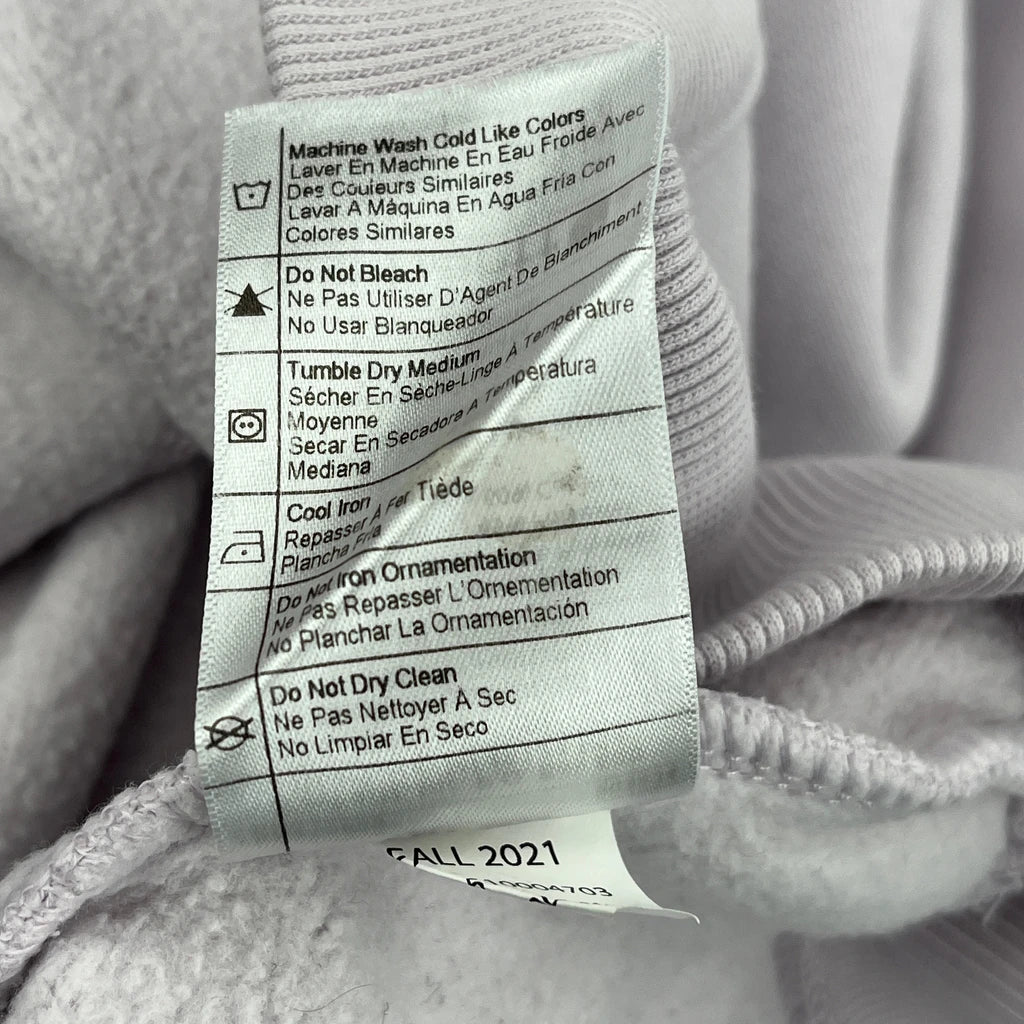 Machine Wash Cold Like Colors
Laver En Machine En Eau Froide Avec
Des Couleurs Similaires
Lavar A Máquina En Agua Fría Con
Colores Similares
Do Not Bleach
Ne Pas Utiliser D'Agent De Blanchiment
No Usar Blanqueador
Tumble Dry Medium
Sécher En Sèche-Linge À Température
Moyenne
Secar En Secadora A Temperatura
Mediana
Cool Iron
Repasser À Fer Tiède
Plancha Fría
Do Not Iron Ornamentation
Ne Pas Repasser L'Ornementation
No Planchar La Ornamentación
Do Not Dry Clean
Ne Pas Nettoyer À Sec
No Limpiar En Seco
FALL 2021